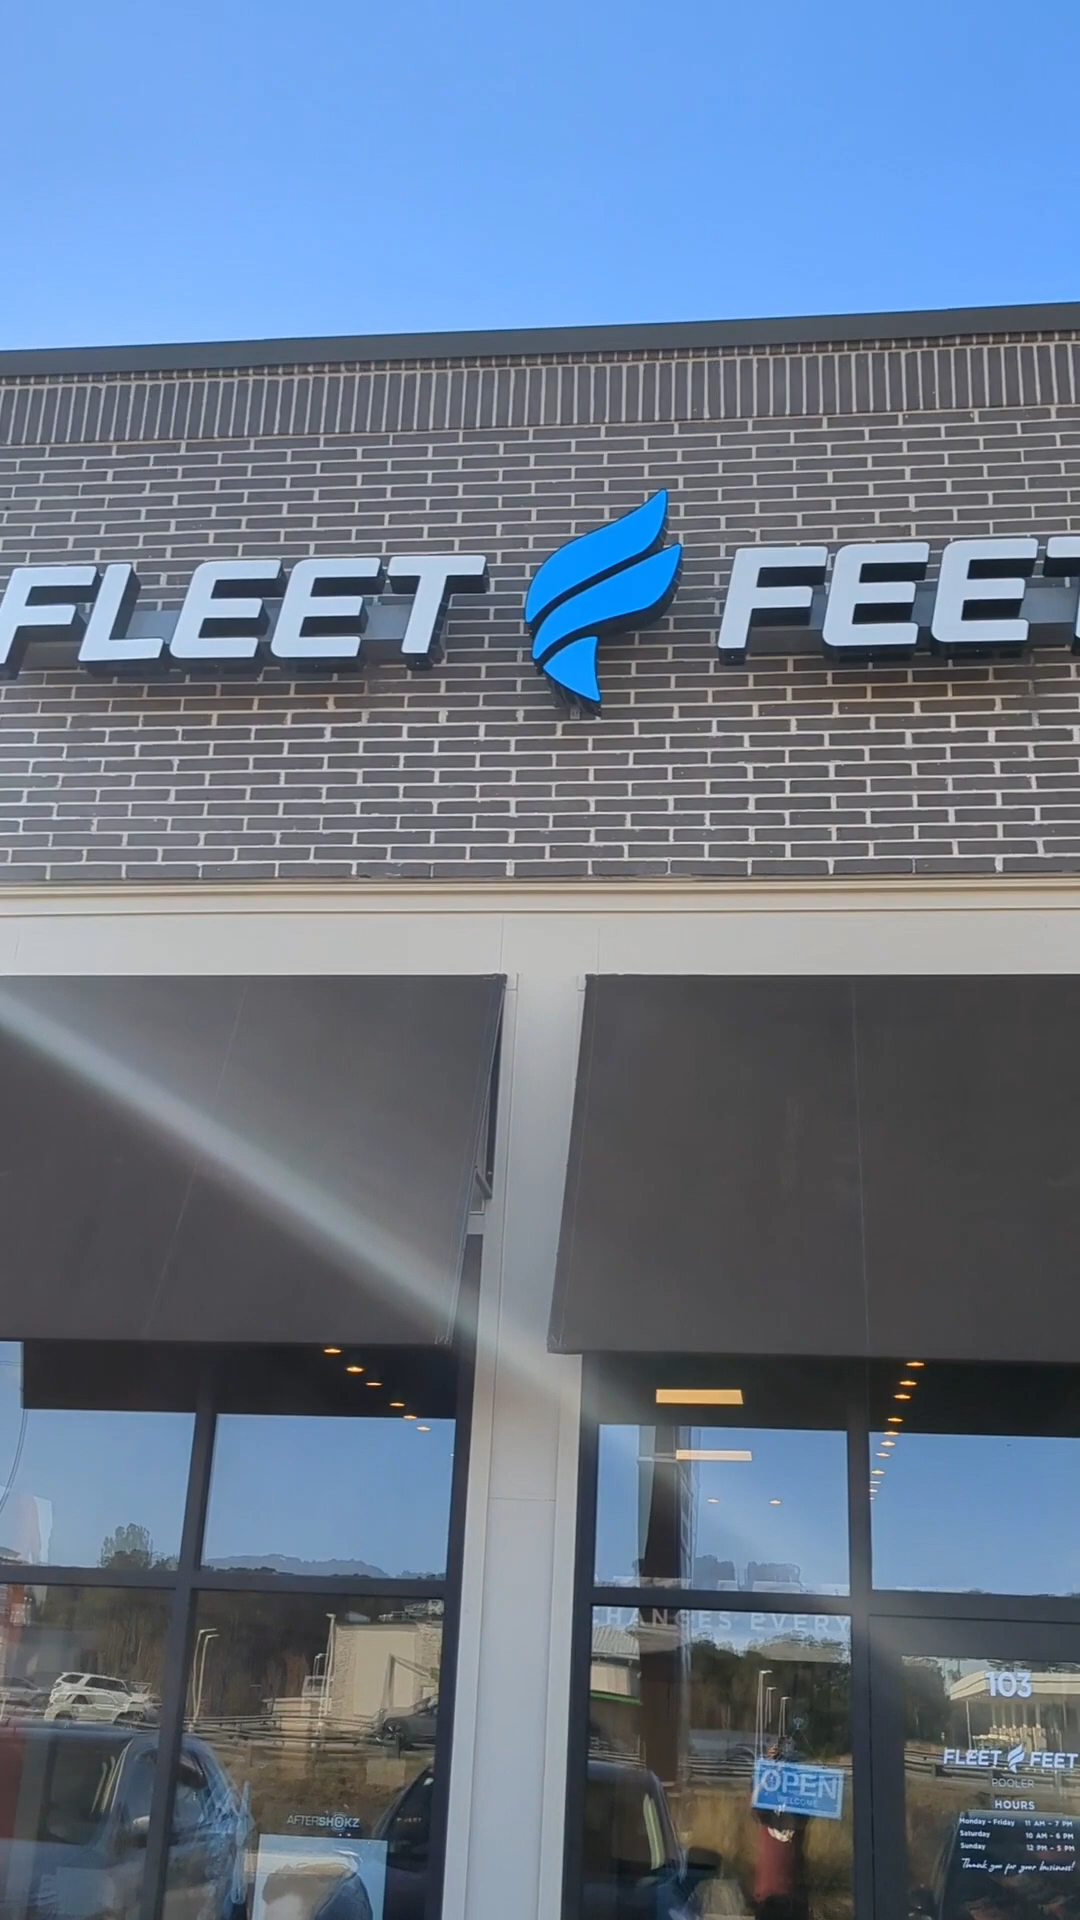 FLEET FEET
CHANGES EVERY
103
FLEET FEET
POOLER
HOURS
Monday - Friday 11 AM - 7 PM
Saturday 10 AM - 6 PM
Sunday 12 PM - 5 PM
Thank you for your business!
OPEN
WELCOME
AFTERSHOKZ